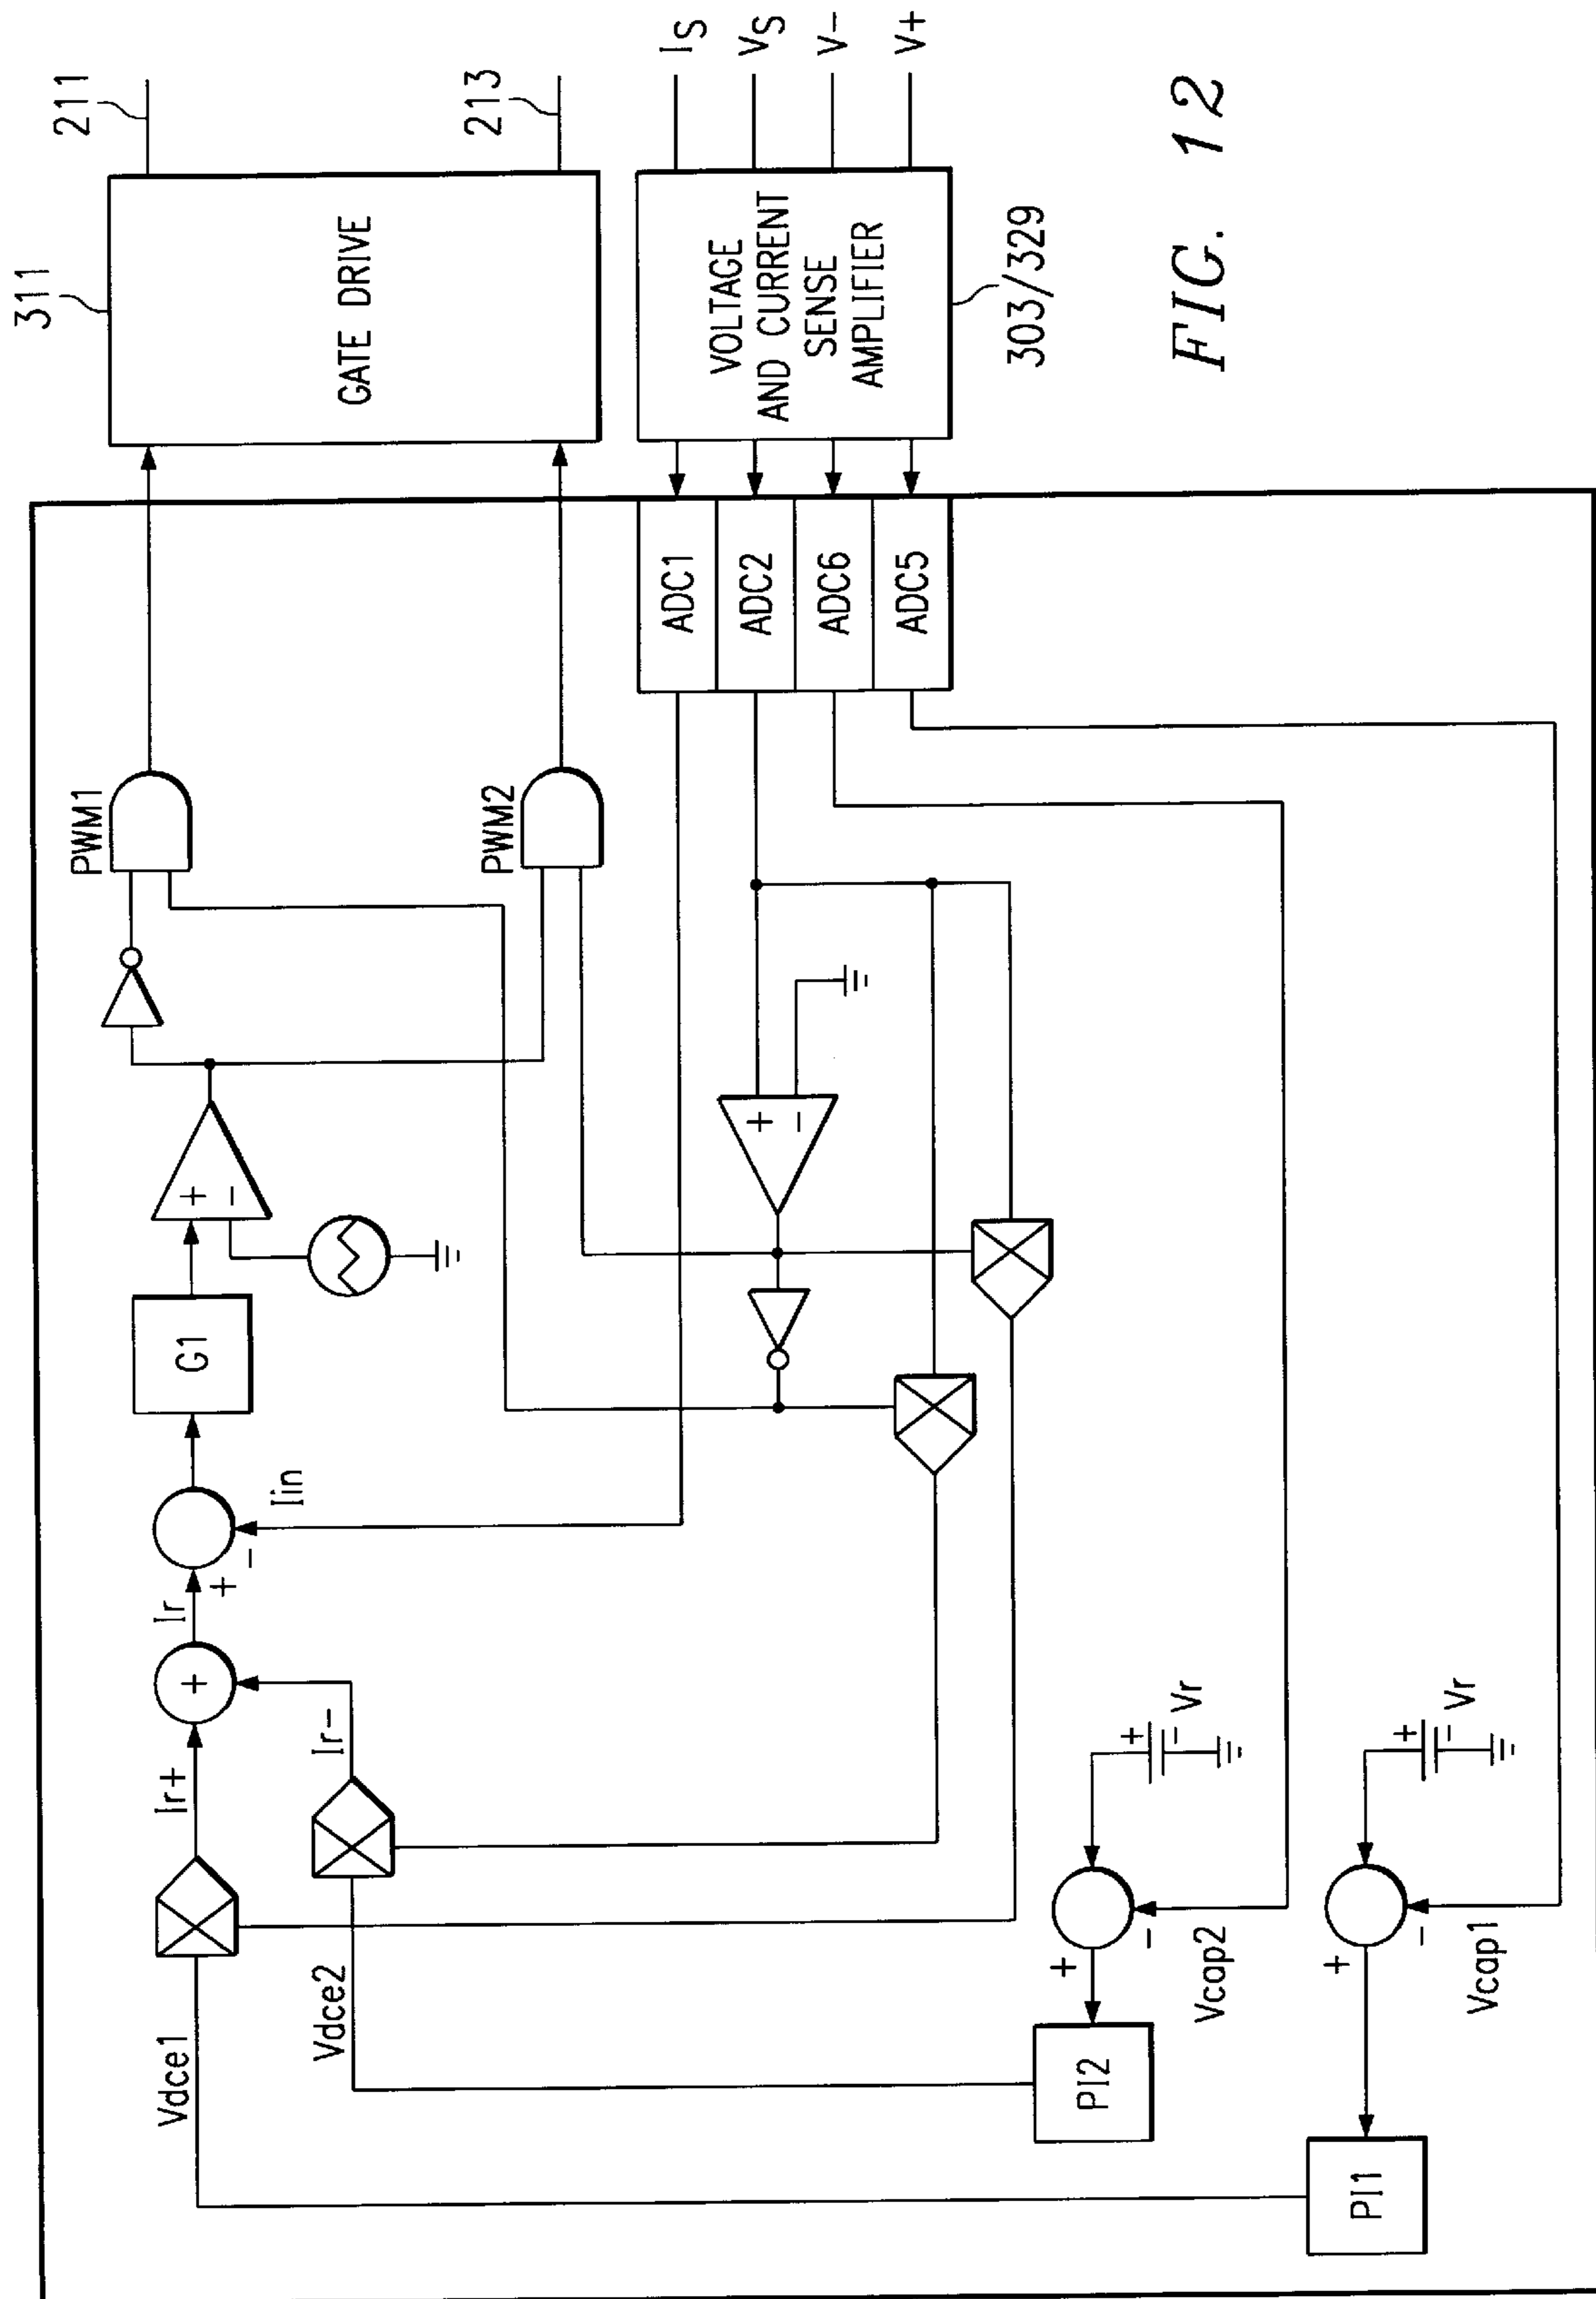 311
211
213
GATE DRIVE
PWM1
PWM2
+
-
G1
Iin
+
-
Ir
+
Ir+
Ir-
Vdce1
Vdce2
IS
VS
V-
V+
VOLTAGE
AND CURRENT
SENSE
AMPLIFIER
303/329
ADC1
ADC2
ADC6
ADC5
+
-
+
-
Vr
+
-
Vcap2
PI2
+
-
Vr
+
-
Vcap1
PI1
FIG. 12